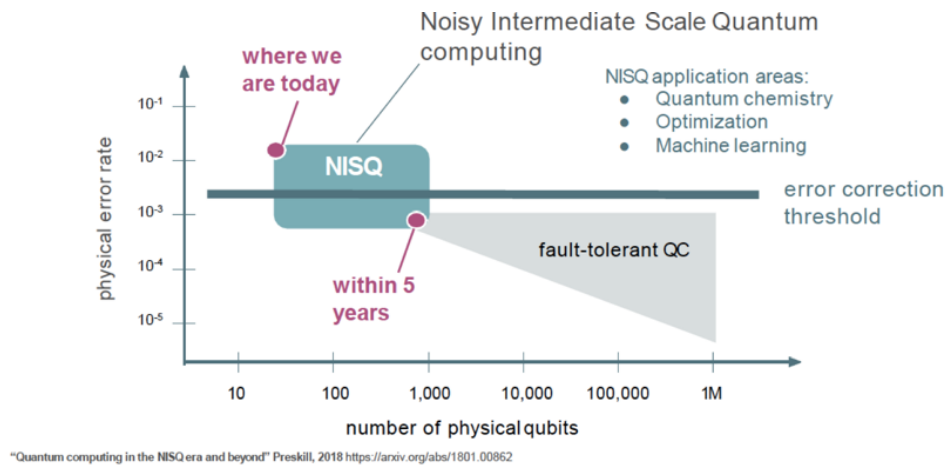 Noisy Intermediate Scale Quantum
computing
where we
are today
NISQ application areas:
● Quantum chemistry
● Optimization
● Machine learning
physical error rate
10-1
10-2
10-3
10-4
10-5
NISQ
error correction
threshold
fault-tolerant QC
within 5
years
10 100 1,000 10,000 100,000 1M
number of physical qubits
“Quantum computing in the NISQ era and beyond” Preskill, 2018 https://arxiv.org/abs/1801.00862